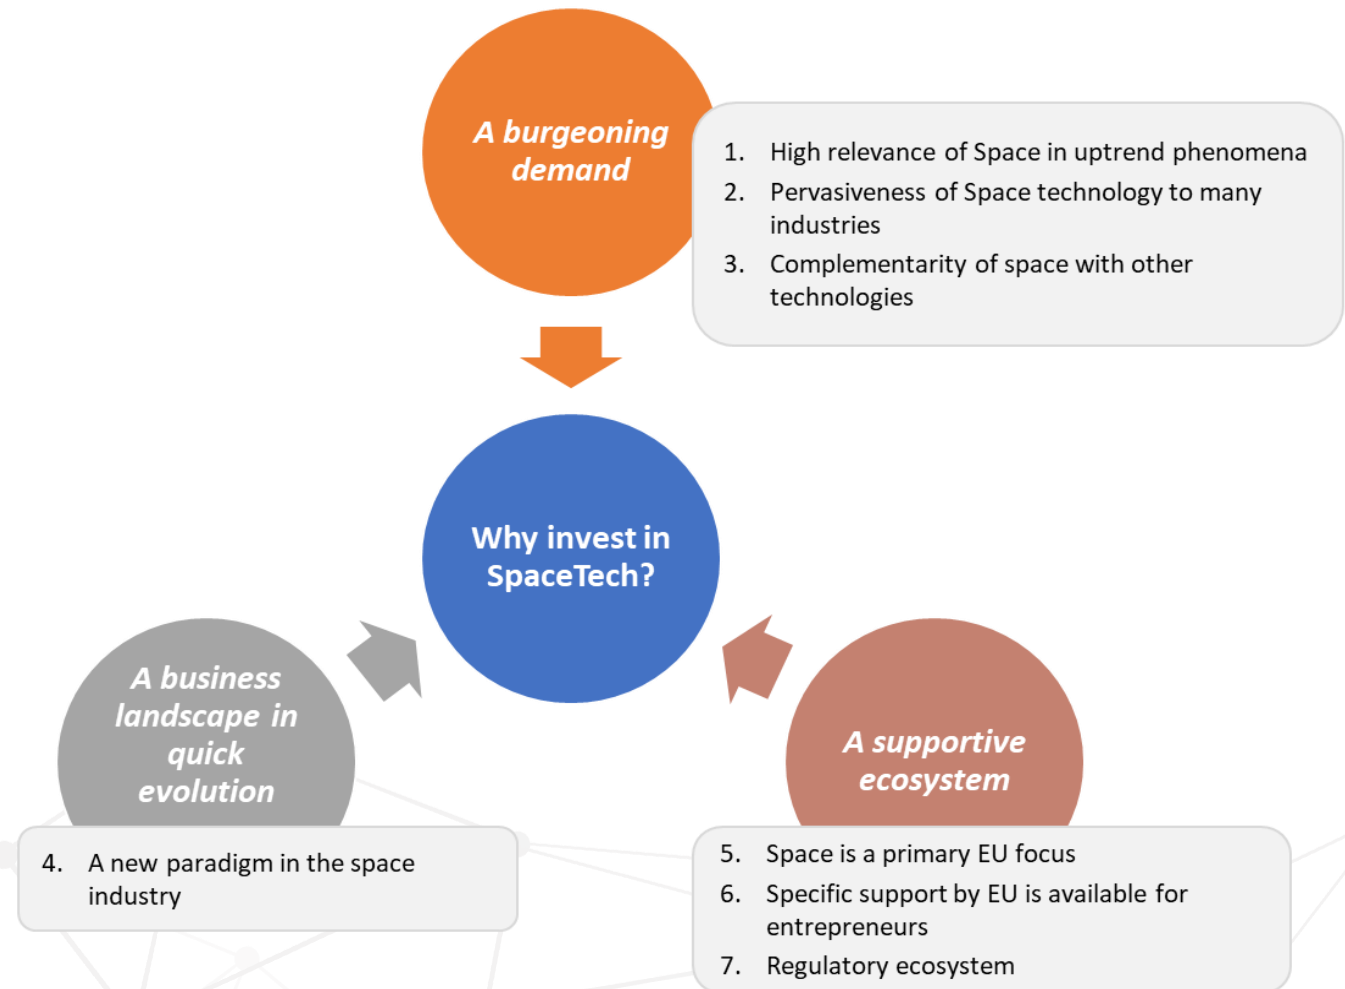 A burgeoning
demand
1. High relevance of Space in uptrend phenomena
2. Pervasiveness of Space technology to many
industries
3. Complementarity of space with other
technologies
Why invest in
SpaceTech?
A business
landscape in
quick
evolution
4. A new paradigm in the space
industry
A supportive
ecosystem
5. Space is a primary EU focus
6. Specific support by EU is available for
entrepreneurs
7. Regulatory ecosystem